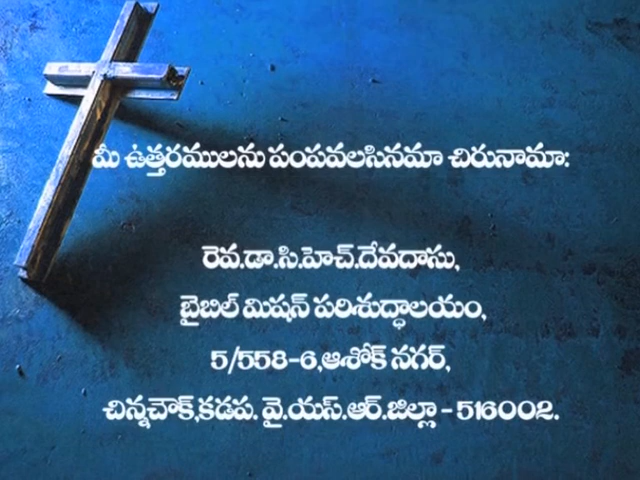 మీ ఉత్తరములను పంపవలసినమా చిరునామా:
రెవ.డా.సి.హెచ్.దేవదాసు,
బైబిల్ మిషన్ పరిశుద్ధాలయం,
5/558-6,ఆశోక్ నగర్,
చిన్నచౌక్,కడప. వై.యస్.ఆర్.జిల్లా - 516002.